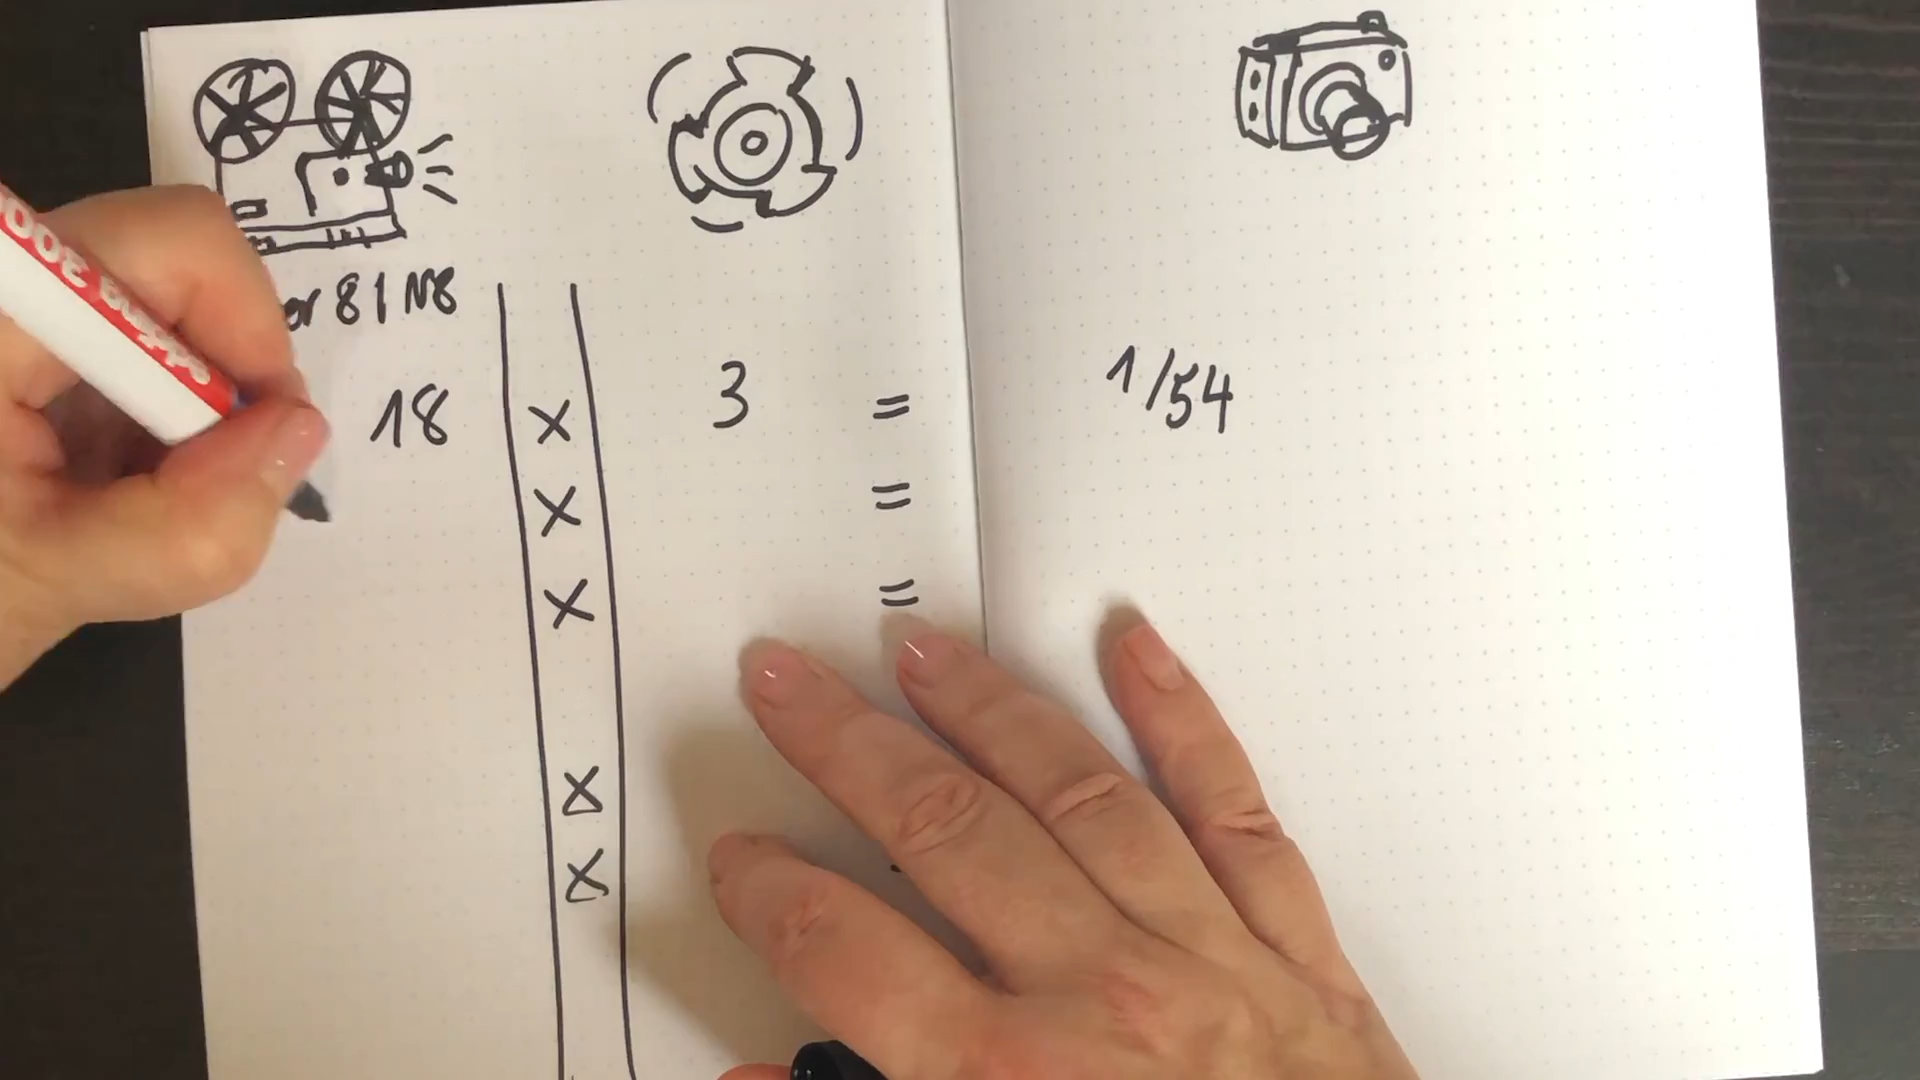 or 8 | N8
18 x 3 = 1/54
x =
x =
x
x